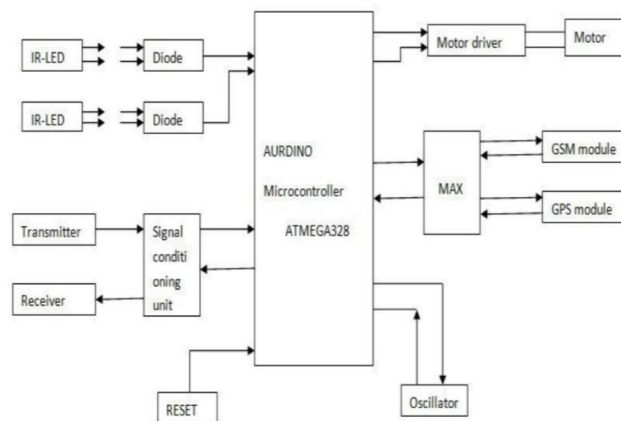 IR-LED
Diode
IR-LED
Diode
Transmitter
Signal
conditi
oning
unit
Receiver
RESET
AURDINO
Microcontroller
ATMEGA328
Motor driver
Motor
MAX
GSM module
GPS module
Oscillator